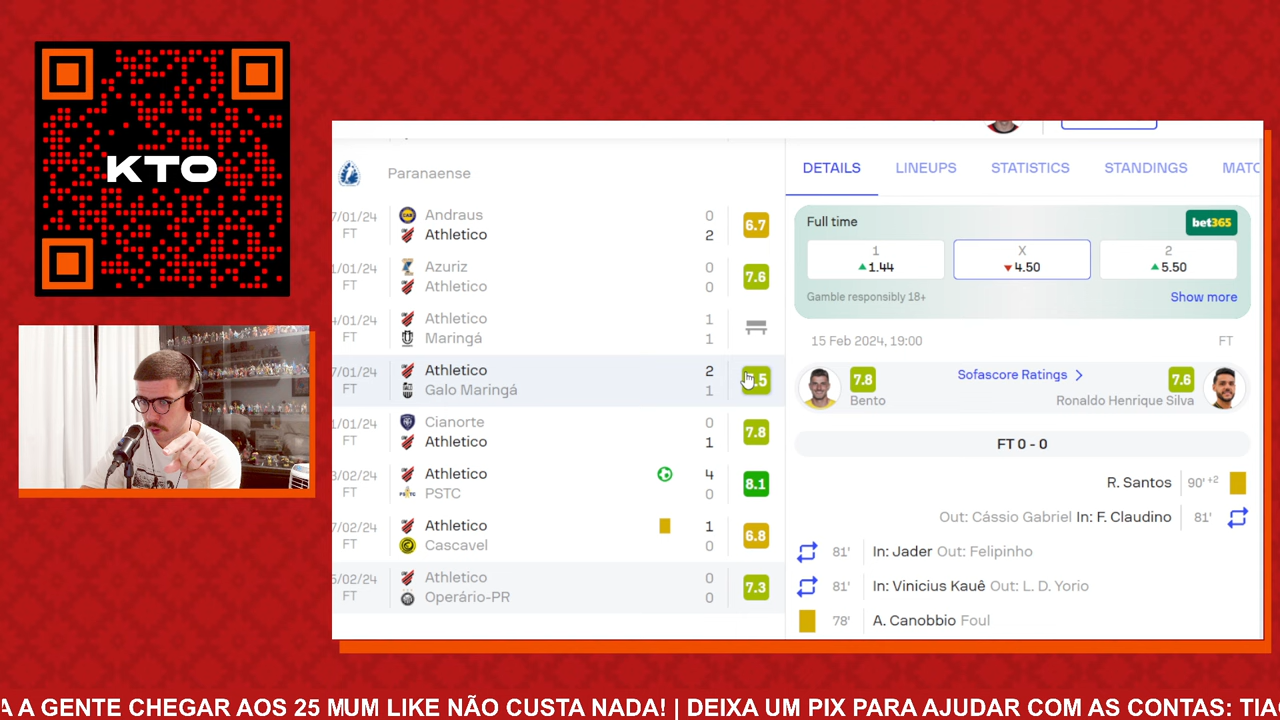 KTO
Paranaense
7/01/24 Andraus 0 6.7
FT Athletico 2
1/01/24 Azuriz 0 7.6
FT Athletico 0
4/01/24 Athletico 1
FT Maringá 1
7/01/24 Athletico 2 .5
FT Galo Maringá 1
1/01/24 Cianorte 0 7.8
FT Athletico 1
3/02/24 Athletico 4 8.1
FT PSTC 0
7/02/24 Athletico 1 6.8
FT Cascavel 0
5/02/24 Athletico 0 7.3
FT Operário-PR 0
DETAILS LINEUPS STATISTICS STANDINGS MATC
Full time bet365
1 X 2
1.44 4.50 5.50
Gamble responsibly 18+ Show more
15 Feb 2024, 19:00 FT
7.8 Sofascore Ratings 7.6
Bento Ronaldo Henrique Silva
FT 0 - 0
R. Santos 90' +2
Out: Cássio Gabriel In: F. Claudino 81'
81' In: Jader Out: Felipinho
81' In: Vinicius Kauê Out: L. D. Yorio
78' A. Canobbio Foul
A A GENTE CHEGAR AOS 25 MUM LIKE NÃO CUSTA NADA! | DEIXA UM PIX PARA AJUDAR COM AS CONTAS: TIA